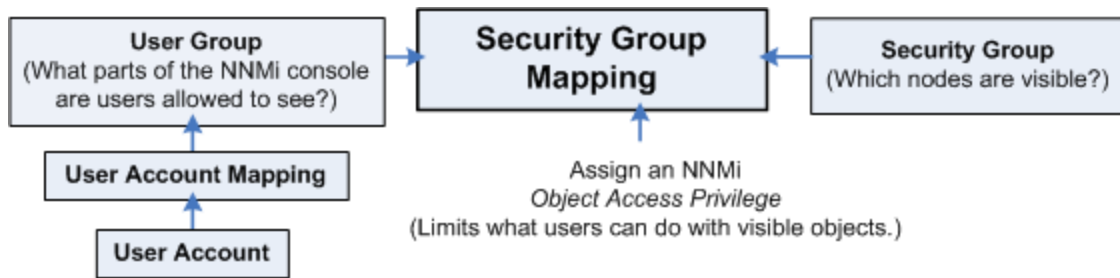 User Group
(What parts of the NNMi console
are users allowed to see?)
User Account Mapping
User Account
Security Group
Mapping
Assign an NNMi
Object Access Privilege
(Limits what users can do with visible objects.)
Security Group
(Which nodes are visible?)